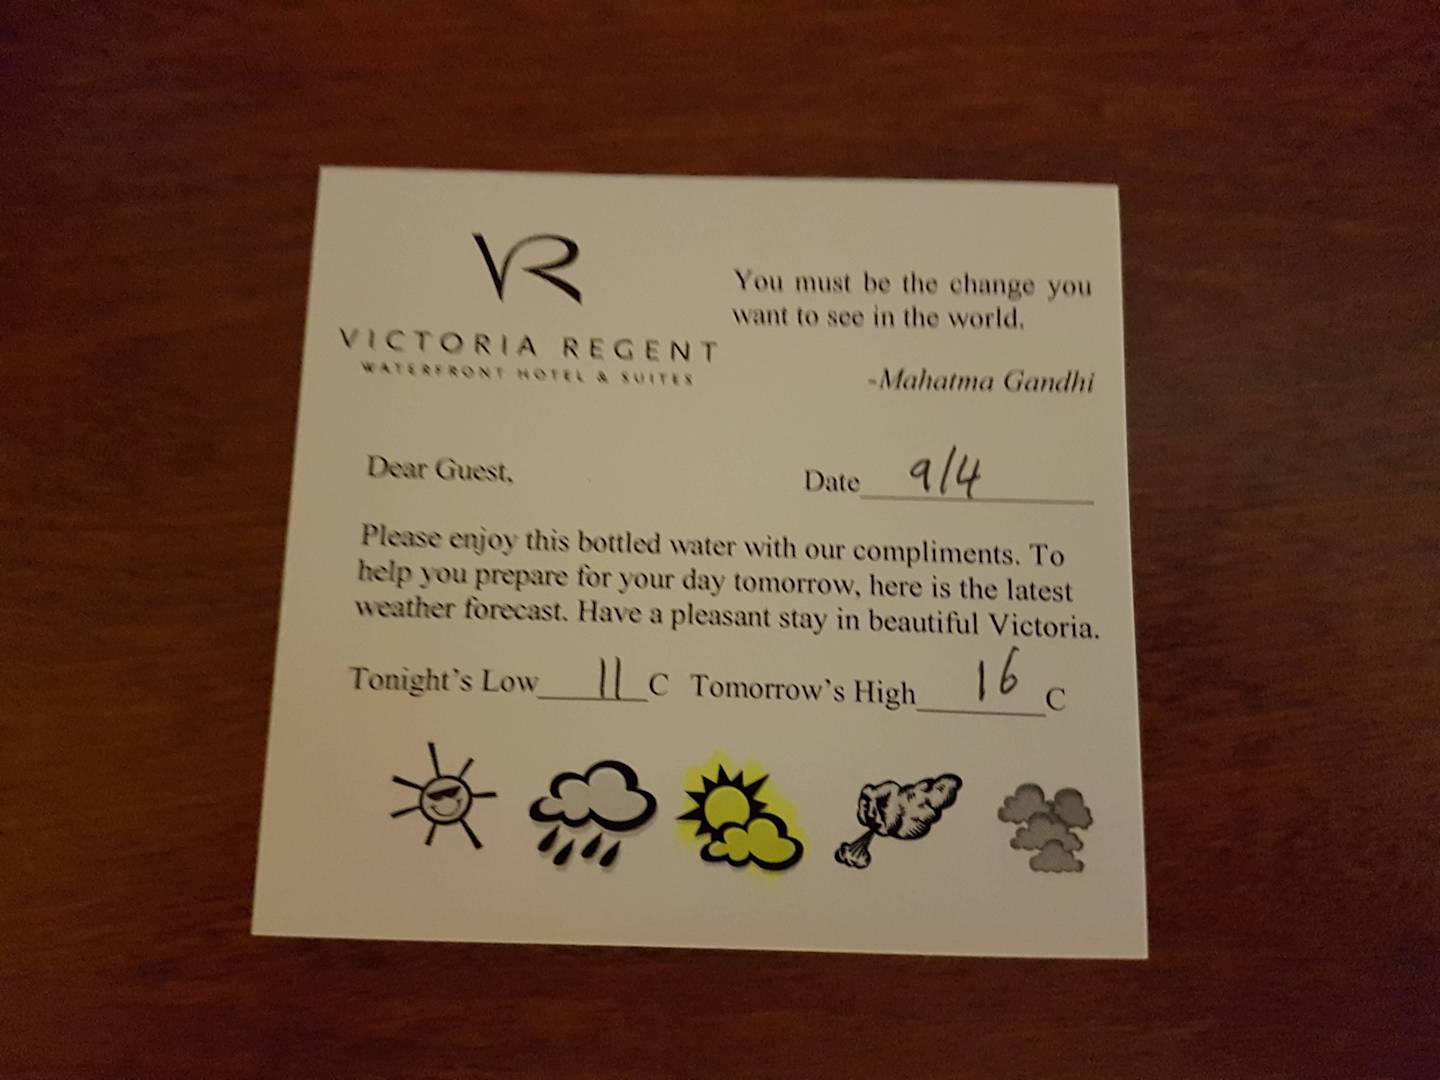 VR
VICTORIA REGENT
WATERFRONT HOTEL & SUITES
You must be the change you
want to see in the world.
-Mahatma Gandhi
Dear Guest,
Date 9/4
Please enjoy this bottled water with our compliments. To
help you prepare for your day tomorrow, here is the latest
weather forecast. Have a pleasant stay in beautiful Victoria.
Tonight's Low 11 C Tomorrow's High 16 C